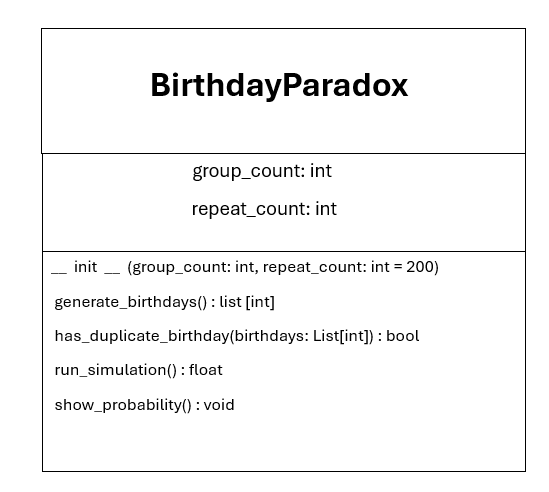 BirthdayParadox
group_count: int
repeat_count: int
__ init __ (group_count: int, repeat_count: int = 200)
generate_birthdays() : list [int]
has_duplicate_birthday(birthdays: List[int]) : bool
run_simulation() : float
show_probability() : void